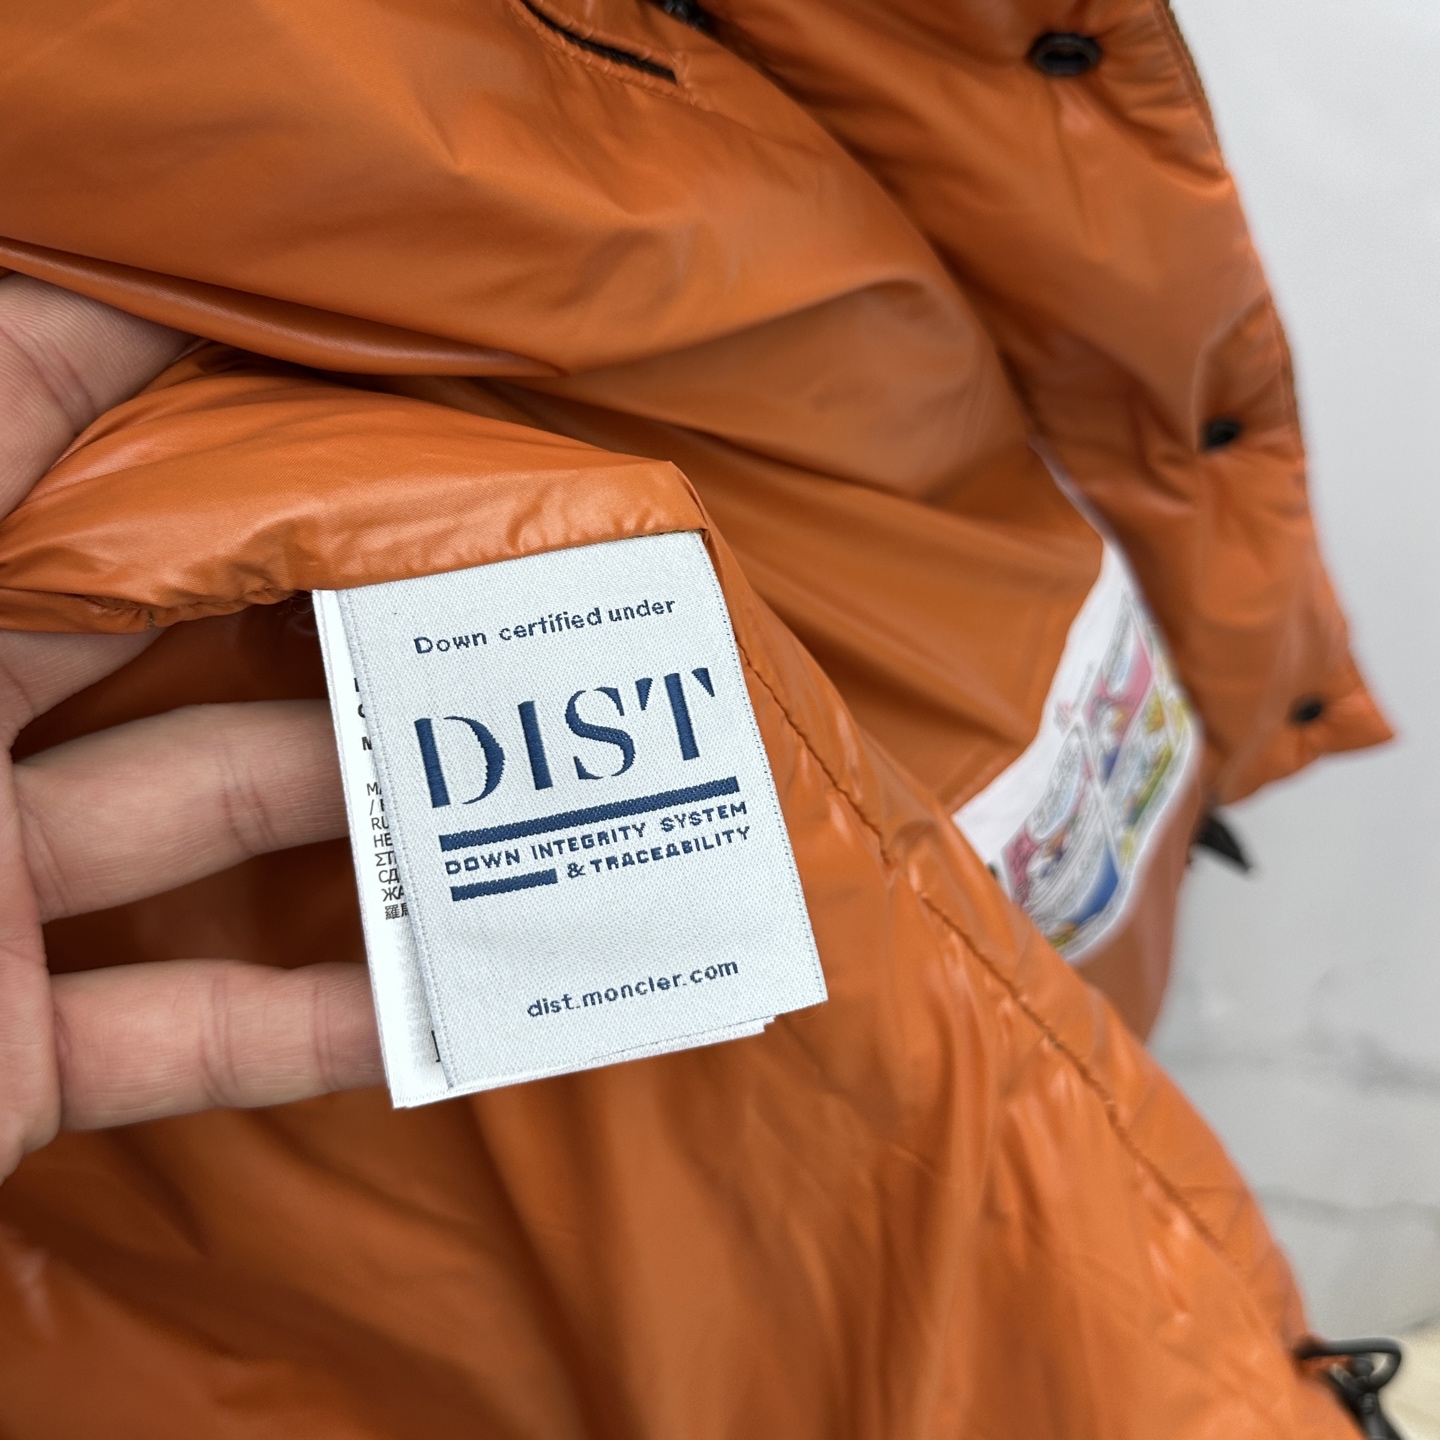 Down certified under
DIST
DOWN INTEGRITY SYSTEM
& TRACEABILITY
dist.moncler.com